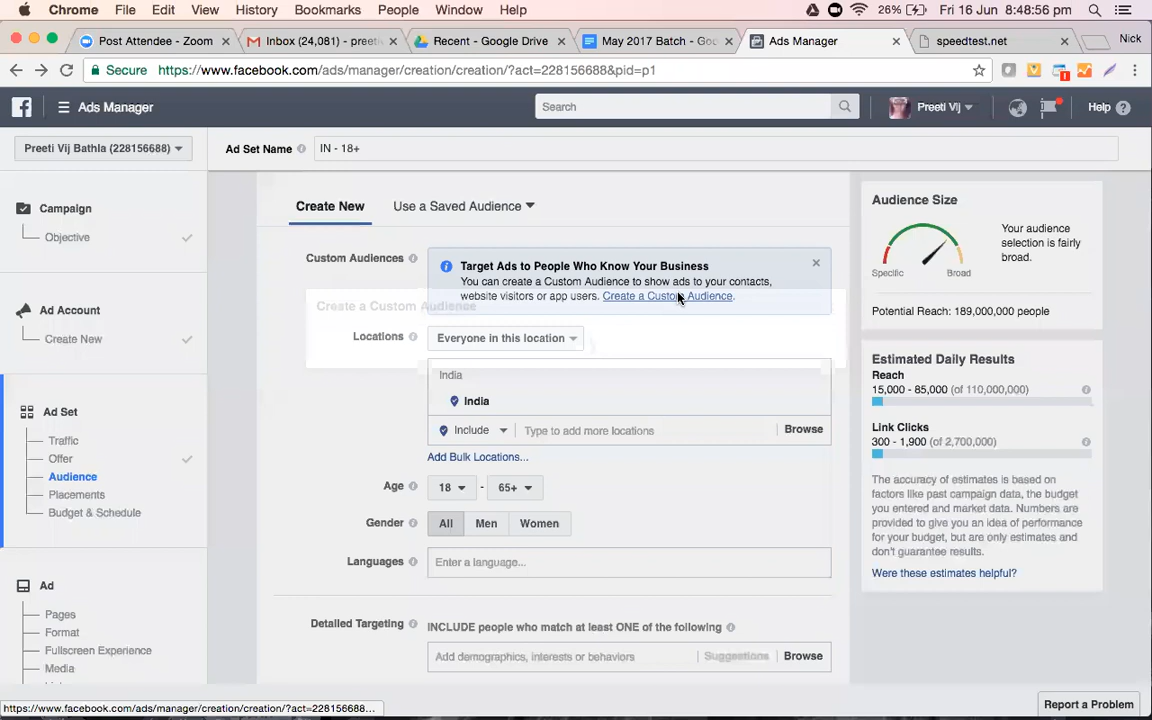 Chrome File Edit View History Bookmarks People Window Help 26% Fri 16 Jun 8:48:56 pm
Post Attendee - Zoom Inbox (24,081) - preeti Recent - Google Drive May 2017 Batch - Go Ads Manager speedtest.net Nick
Secure https://www.facebook.com/ads/manager/creation/creation/?act=228156688&pid=p1
Ads Manager Search Preeti Vij Help
Preeti Vij Bathla (228156688) Ad Set Name IN - 18+
Campaign
Objective
Ad Account
Create New
Ad Set
Traffic
Offer
Audience
Placements
Budget & Schedule
Ad
Pages
Format
Fullscreen Experience
Media
Create New Use a Saved Audience
Custom Audiences
Target Ads to People Who Know Your Business
You can create a Custom Audience to show ads to your contacts,
website visitors or app users. Create a Custom Audience.
Create a Custom Audience
Locations Everyone in this location
India
India
Include Type to add more locations Browse
Add Bulk Locations...
Age 18 - 65+
Gender All Men Women
Languages Enter a language...
Detailed Targeting INCLUDE people who match at least ONE of the following
Add demographics, interests or behaviors Suggestions Browse
Audience Size
Specific Broad
Your audience
selection is fairly
broad.
Potential Reach: 189,000,000 people
Estimated Daily Results
Reach
15,000 - 85,000 (of 110,000,000)
Link Clicks
300 - 1,900 (of 2,700,000)
The accuracy of estimates is based on
factors like past campaign data, the budget
you entered and market data. Numbers are
provided to give you an idea of performance
for your budget, but are only estimates and
don't guarantee results.
Were these estimates helpful?
https://www.facebook.com/ads/manager/creation/creation/?act=228156688...
Report a Problem